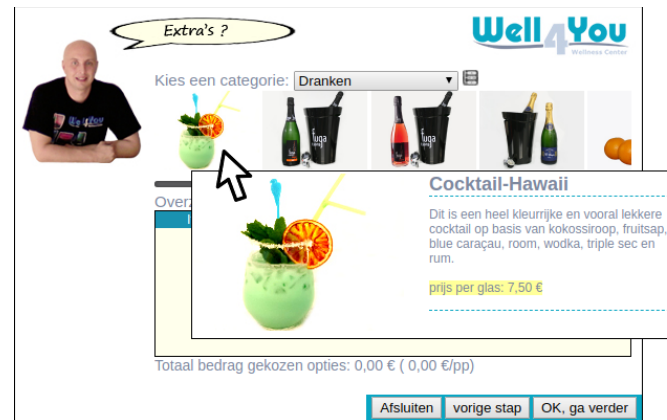 Extra's ?
Well4You
Wellness Center
Kies een categorie: Dranken
Cocktail-Hawaii
Overz
Dit is een heel kleurrijke en vooral lekkere
cocktail op basis van kokossiroop, fruitsap,
blue caraçau, room, wodka, triple sec en
rum.
prijs per glas: 7,50 €
Totaal bedrag gekozen opties: 0,00 € ( 0,00 €/pp)
Afsluiten vorige stap OK, ga verder